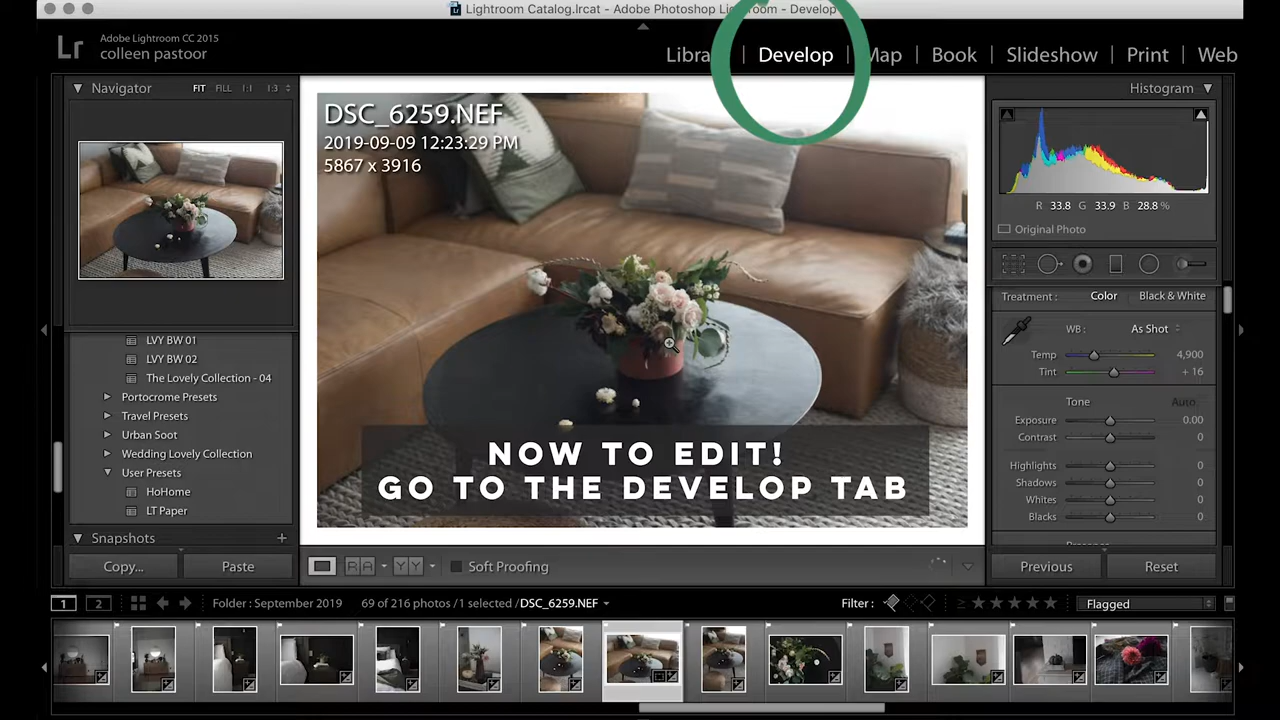 Lightroom Catalog.lrcat - Adobe Photoshop Lightroom - Develop
Lr
Adobe Lightroom CC 2015
colleen pastoor
Libra | Develop | Map | Book | Slideshow | Print | Web
Navigator FIT FILL 1:1 1:3
DSC_6259.NEF
2019-09-09 12:23:29 PM
5867 x 3916
Histogram
R 33.8 G 33.9 B 28.8 %
Original Photo
Treatment : Color Black & White
WB : As Shot
Temp 4,900
Tint + 16
Tone Auto
Exposure 0.00
Contrast 0
Highlights 0
Shadows 0
Whites 0
Blacks 0
LVY BW 01
LVY BW 02
The Lovely Collection - 04
Portocrome Presets
Travel Presets
Urban Soot
Wedding Lovely Collection
User Presets
HoHome
LT Paper
NOW TO EDIT!
GO TO THE DEVELOP TAB
Snapshots +
Copy... Paste
RA YY Soft Proofing
Previous Reset
1 2 Folder : September 2019 69 of 216 photos /1 selected /DSC_6259.NEF Filter : ≥ Flagged